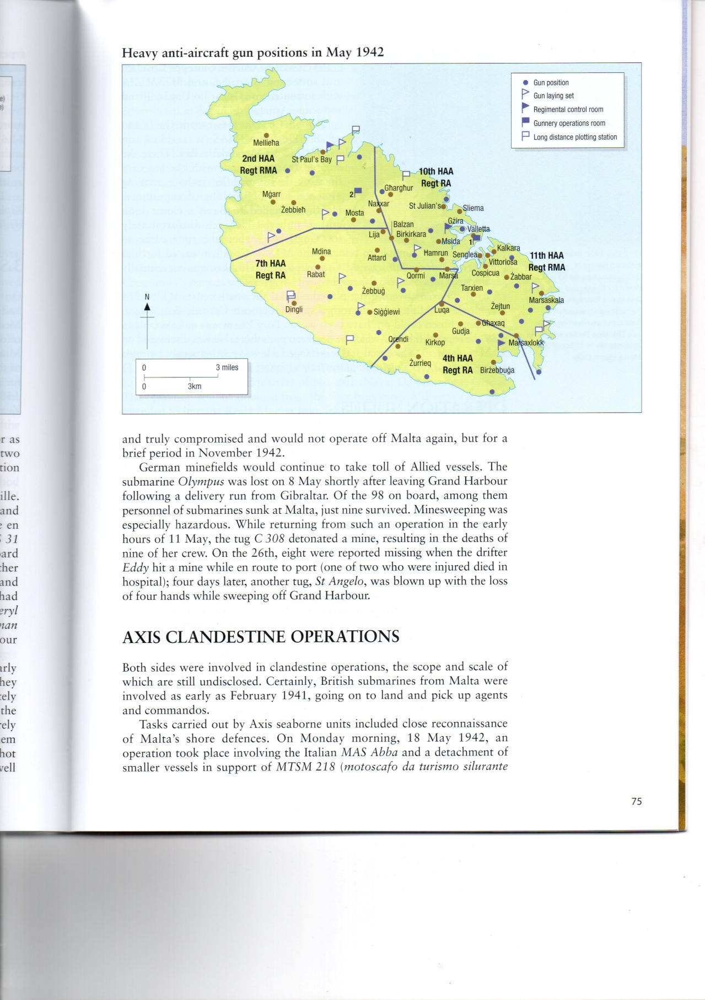 Heavy anti-aircraft gun positions in May 1942
Gun position
Gun laying set
Regimental control room
Gunnery operations room
Long distance plotting station
Mellieħa
2nd HAA
Regt RMA
St Paul's Bay
10th HAA
Regt RA
2
Għargħur
Mġarr
Żebbieħ
Naxxar
Mosta
St Julian's
Sliema
Gżira
Valletta
Balzan
Lija
Birkirkara
Msida
1
Kalkara
Mdina
Attard
Hamrun
Senglea
Vittoriosa
11th HAA
Regt RMA
7th HAA
Regt RA
Rabat
Qormi
Marsa
Cospicua
Żabbar
Żebbuġ
Tarxien
Marsaskala
N
Dingli
Siġġiewi
Luqa
Żejtun
Għaxaq
Gudja
Qrendi
Kirkop
Marsaxlokk
Żurrieq
4th HAA
Regt RA
Birżebbuġa
0
3 miles
0
3km
and truly compromised and would not operate off Malta again, but for a
brief period in November 1942.
German minefields would continue to take toll of Allied vessels. The
submarine Olympus was lost on 8 May shortly after leaving Grand Harbour
following a delivery run from Gibraltar. Of the 98 on board, among them
personnel of submarines sunk at Malta, just nine survived. Minesweeping was
especially hazardous. While returning from such an operation in the early
hours of 11 May, the tug C 308 detonated a mine, resulting in the deaths of
nine of her crew. On the 26th, eight were reported missing when the drifter
Eddy hit a mine while en route to port (one of two who were injured died in
hospital); four days later, another tug, St Angelo, was blown up with the loss
of four hands while sweeping off Grand Harbour.
AXIS CLANDESTINE OPERATIONS
Both sides were involved in clandestine operations, the scope and scale of
which are still undisclosed. Certainly, British submarines from Malta were
involved as early as February 1941, going on to land and pick up agents
and commandos.
Tasks carried out by Axis seaborne units included close reconnaissance
of Malta's shore defences. On Monday morning, 18 May 1942, an
operation took place involving the Italian MAS Abba and a detachment of
smaller vessels in support of MTSM 218 (motoscafo da turismo silurante
75